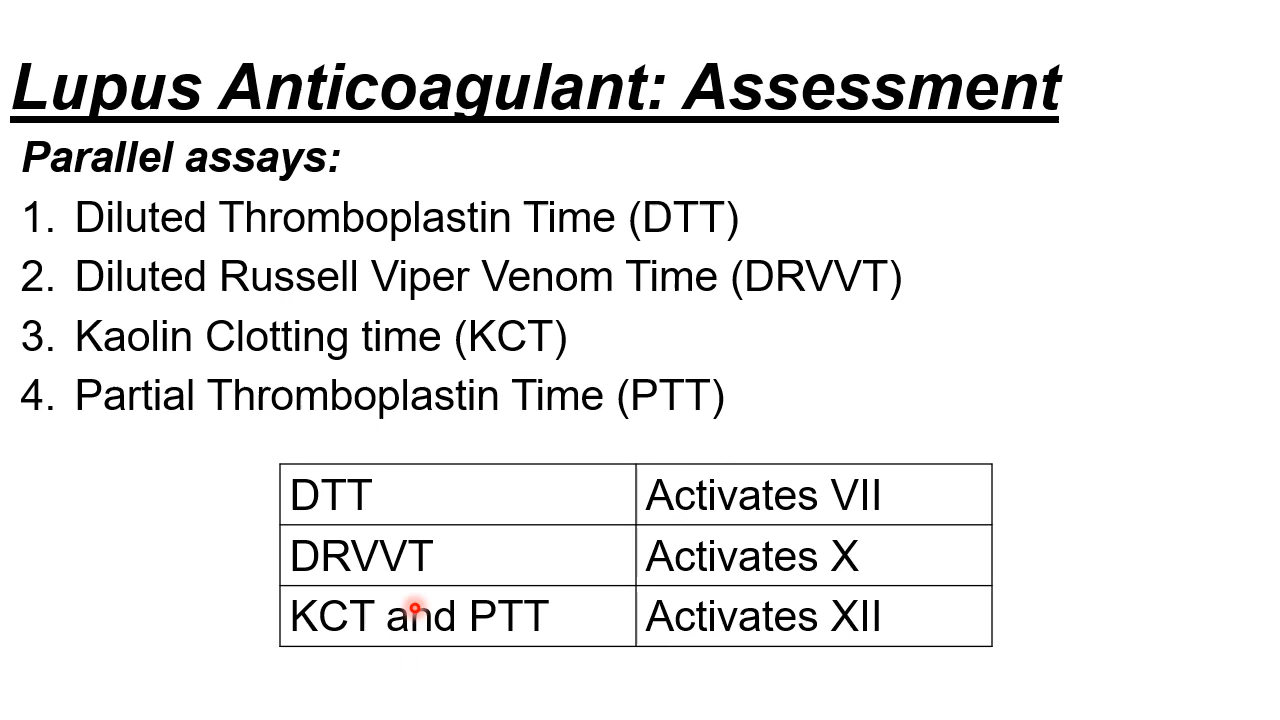 Lupus Anticoagulant: Assessment
Parallel assays:
1. Diluted Thromboplastin Time (DTT)
2. Diluted Russell Viper Venom Time (DRVVT)
3. Kaolin Clotting time (KCT)
4. Partial Thromboplastin Time (PTT)
DTT Activates VII
DRVVT Activates X
KCT and PTT Activates XII